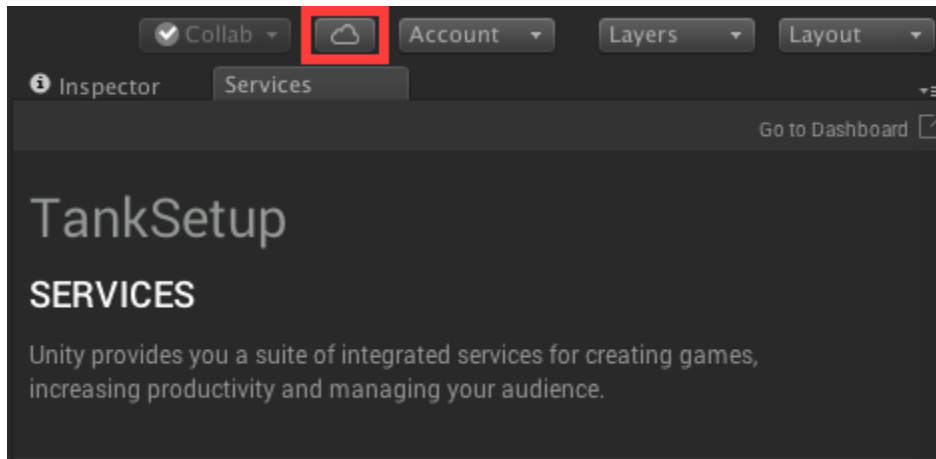 Collab Account Layers Layout
Inspector Services
Go to Dashboard
TankSetup
SERVICES
Unity provides you a suite of integrated services for creating games,
increasing productivity and managing your audience.